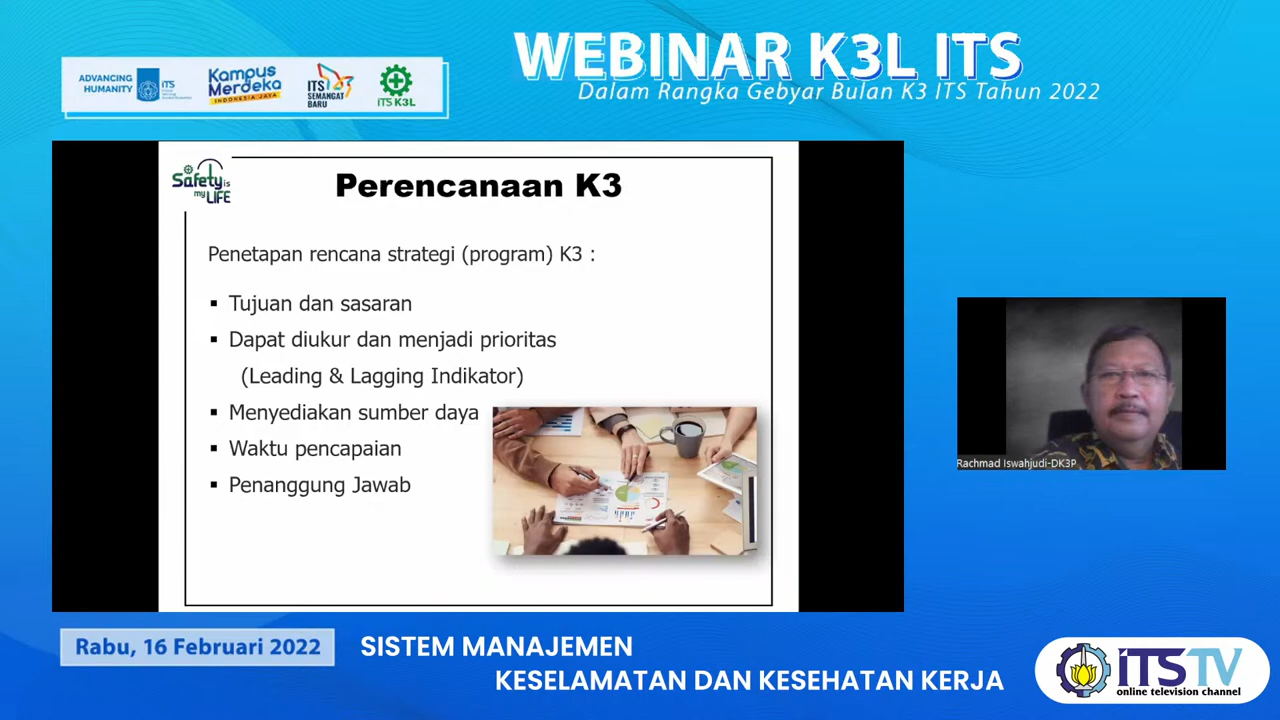 ADVANCING
HUMANITY
ITS
Kampus
Merdeka
INDONESIA JAYA
ITS
SEMANGAT
BARU
ITS K3L
WEBINAR K3L ITS
Dalam Rangka Gebyar Bulan K3 ITS Tahun 2022
Safety is
my LIFE
Perencanaan K3
Penetapan rencana strategi (program) K3 :
▪ Tujuan dan sasaran
▪ Dapat diukur dan menjadi prioritas
(Leading & Lagging Indikator)
▪ Menyediakan sumber daya
▪ Waktu pencapaian
▪ Penanggung Jawab
Rachmad Iswahjudi-DK3P
Rabu, 16 Februari 2022
SISTEM MANAJEMEN
KESELAMATAN DAN KESEHATAN KERJA
iTSTV
online television channel